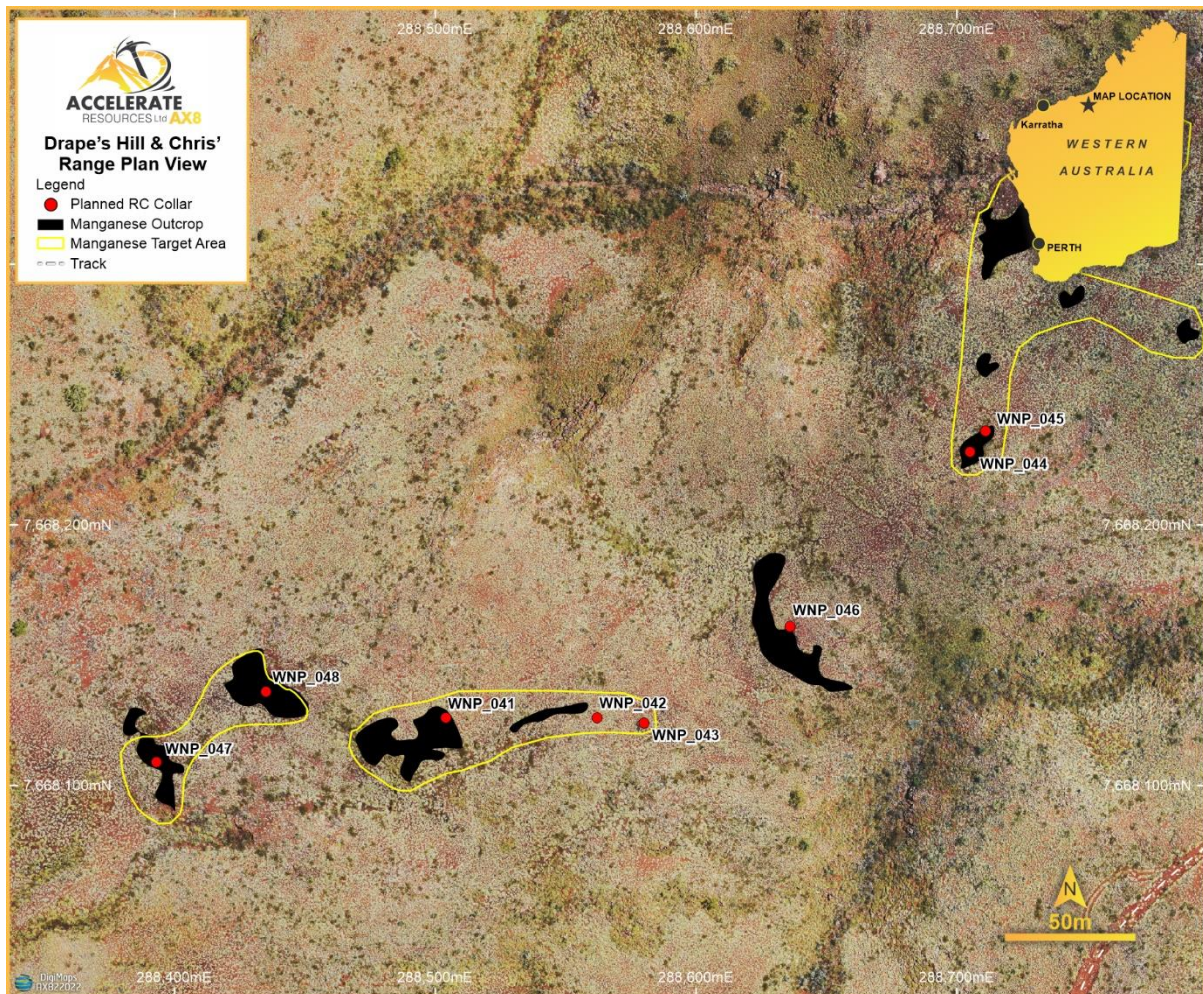 288,500mE
288,600mE
288,700mE
ACCELERATE
RESOURCES Ltd AX8
Drape's Hill & Chris'
Range Plan View
Legend
Planned RC Collar
Manganese Outcrop
Manganese Target Area
Track
MAP LOCATION
Karratha
WESTERN
AUSTRALIA
PERTH
WNP_045
WNP_044
7,668,200mN
7,668,200mN
WNP_046
WNP_048
WNP_041
WNP_042
WNP_043
WNP_047
7,668,100mN
7,668,100mN
N
50m
DigiMaps
AX822022
288,400mE
288,500mE
288,600mE
288,700mE